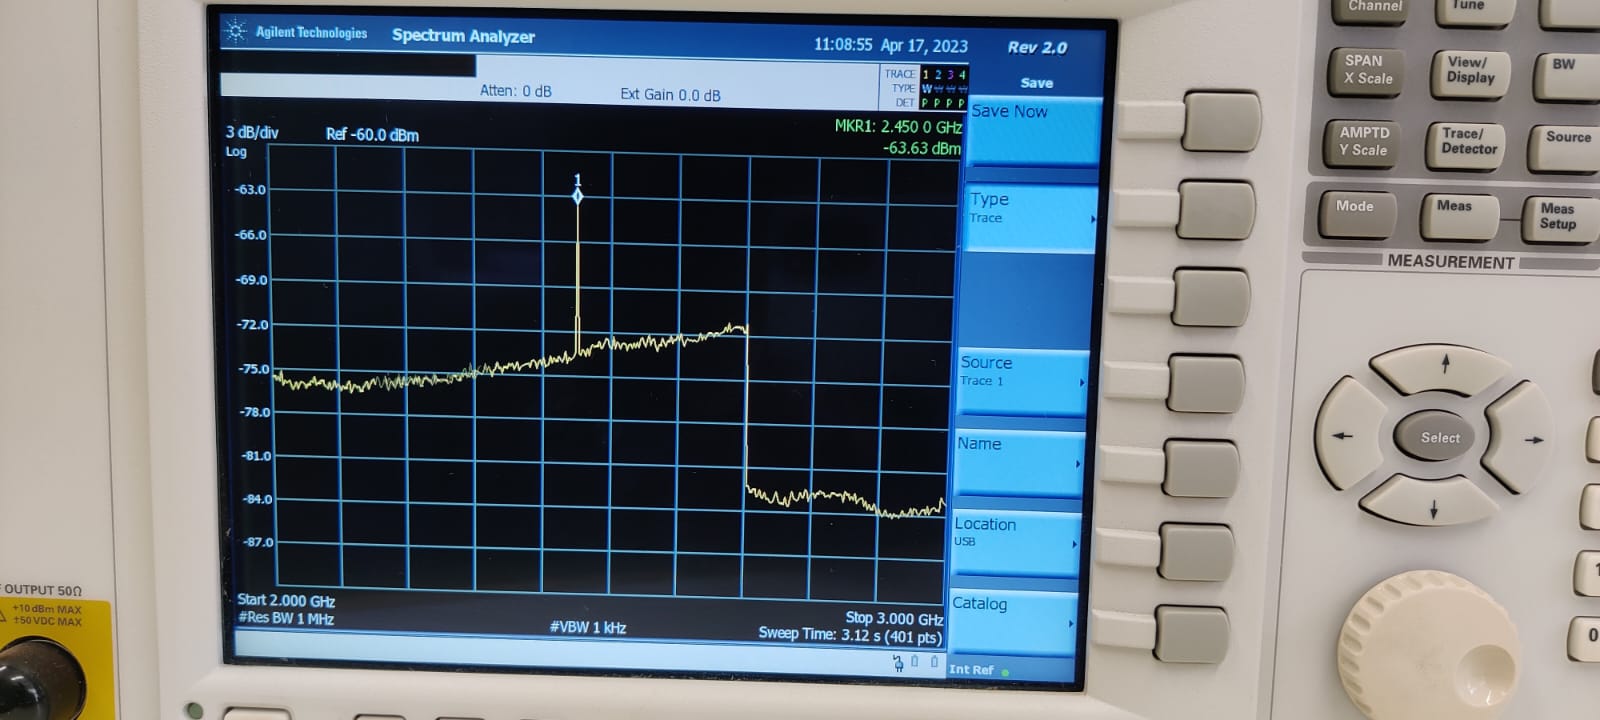 Agilent Technologies Spectrum Analyzer 11:08:55 Apr 17, 2023 Rev 2.0
Save
Atten: 0 dB Ext Gain 0.0 dB
TRACE 1 2 3 4
TYPE W W W W
DET P P P P
3 dB/div Ref -60.0 dBm
Log
MKR1: 2.450 0 GHz
-63.63 dBm
1
-63.0
-66.0
-69.0
-72.0
-75.0
-78.0
-81.0
-84.0
-87.0
Start 2.000 GHz
#Res BW 1 MHz
#VBW 1 kHz
Stop 3.000 GHz
Sweep Time: 3.12 s (401 pts)
Int Ref
Save Now
Type
Trace
Source
Trace 1
Name
Location
USB
Catalog
Channel
Tune
SPAN
X Scale
View/
Display
BW
AMPTD
Y Scale
Trace/
Detector
Source
Mode
Meas
Meas
Setup
MEASUREMENT
Select
1
0
OUTPUT 50Ω
+10 dBm MAX
±50 VDC MAX